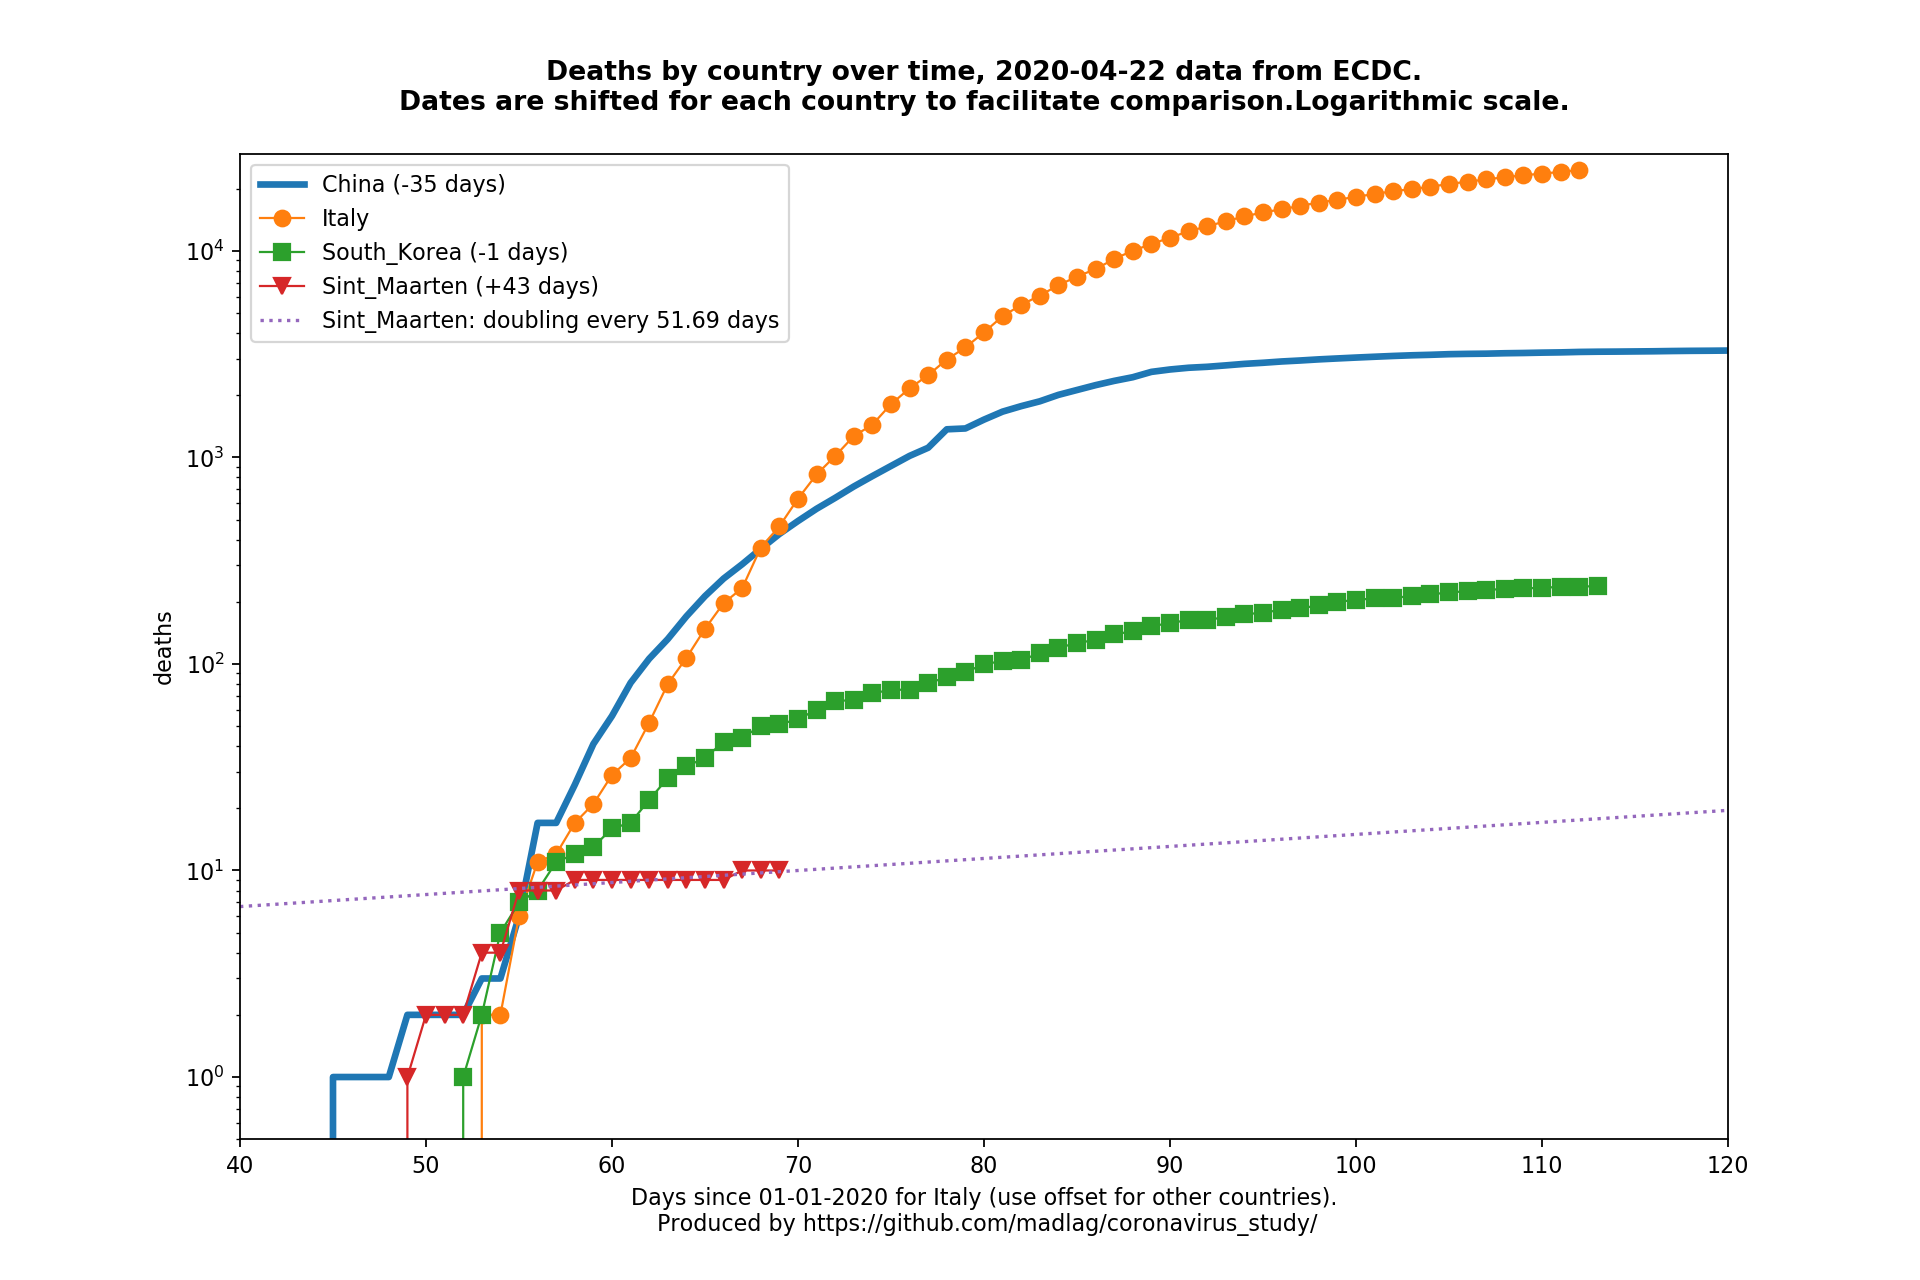 Deaths by country over time, 2020-04-22 data from ECDC.
Dates are shifted for each country to facilitate comparison.Logarithmic scale.
China (-35 days)
Italy
South_Korea (-1 days)
Sint_Maarten (+43 days)
Sint_Maarten: doubling every 51.69 days
deaths
10⁴
10³
10²
10¹
10⁰
40 50 60 70 80 90 100 110 120
Days since 01-01-2020 for Italy (use offset for other countries).
Produced by https://github.com/madlag/coronavirus_study/